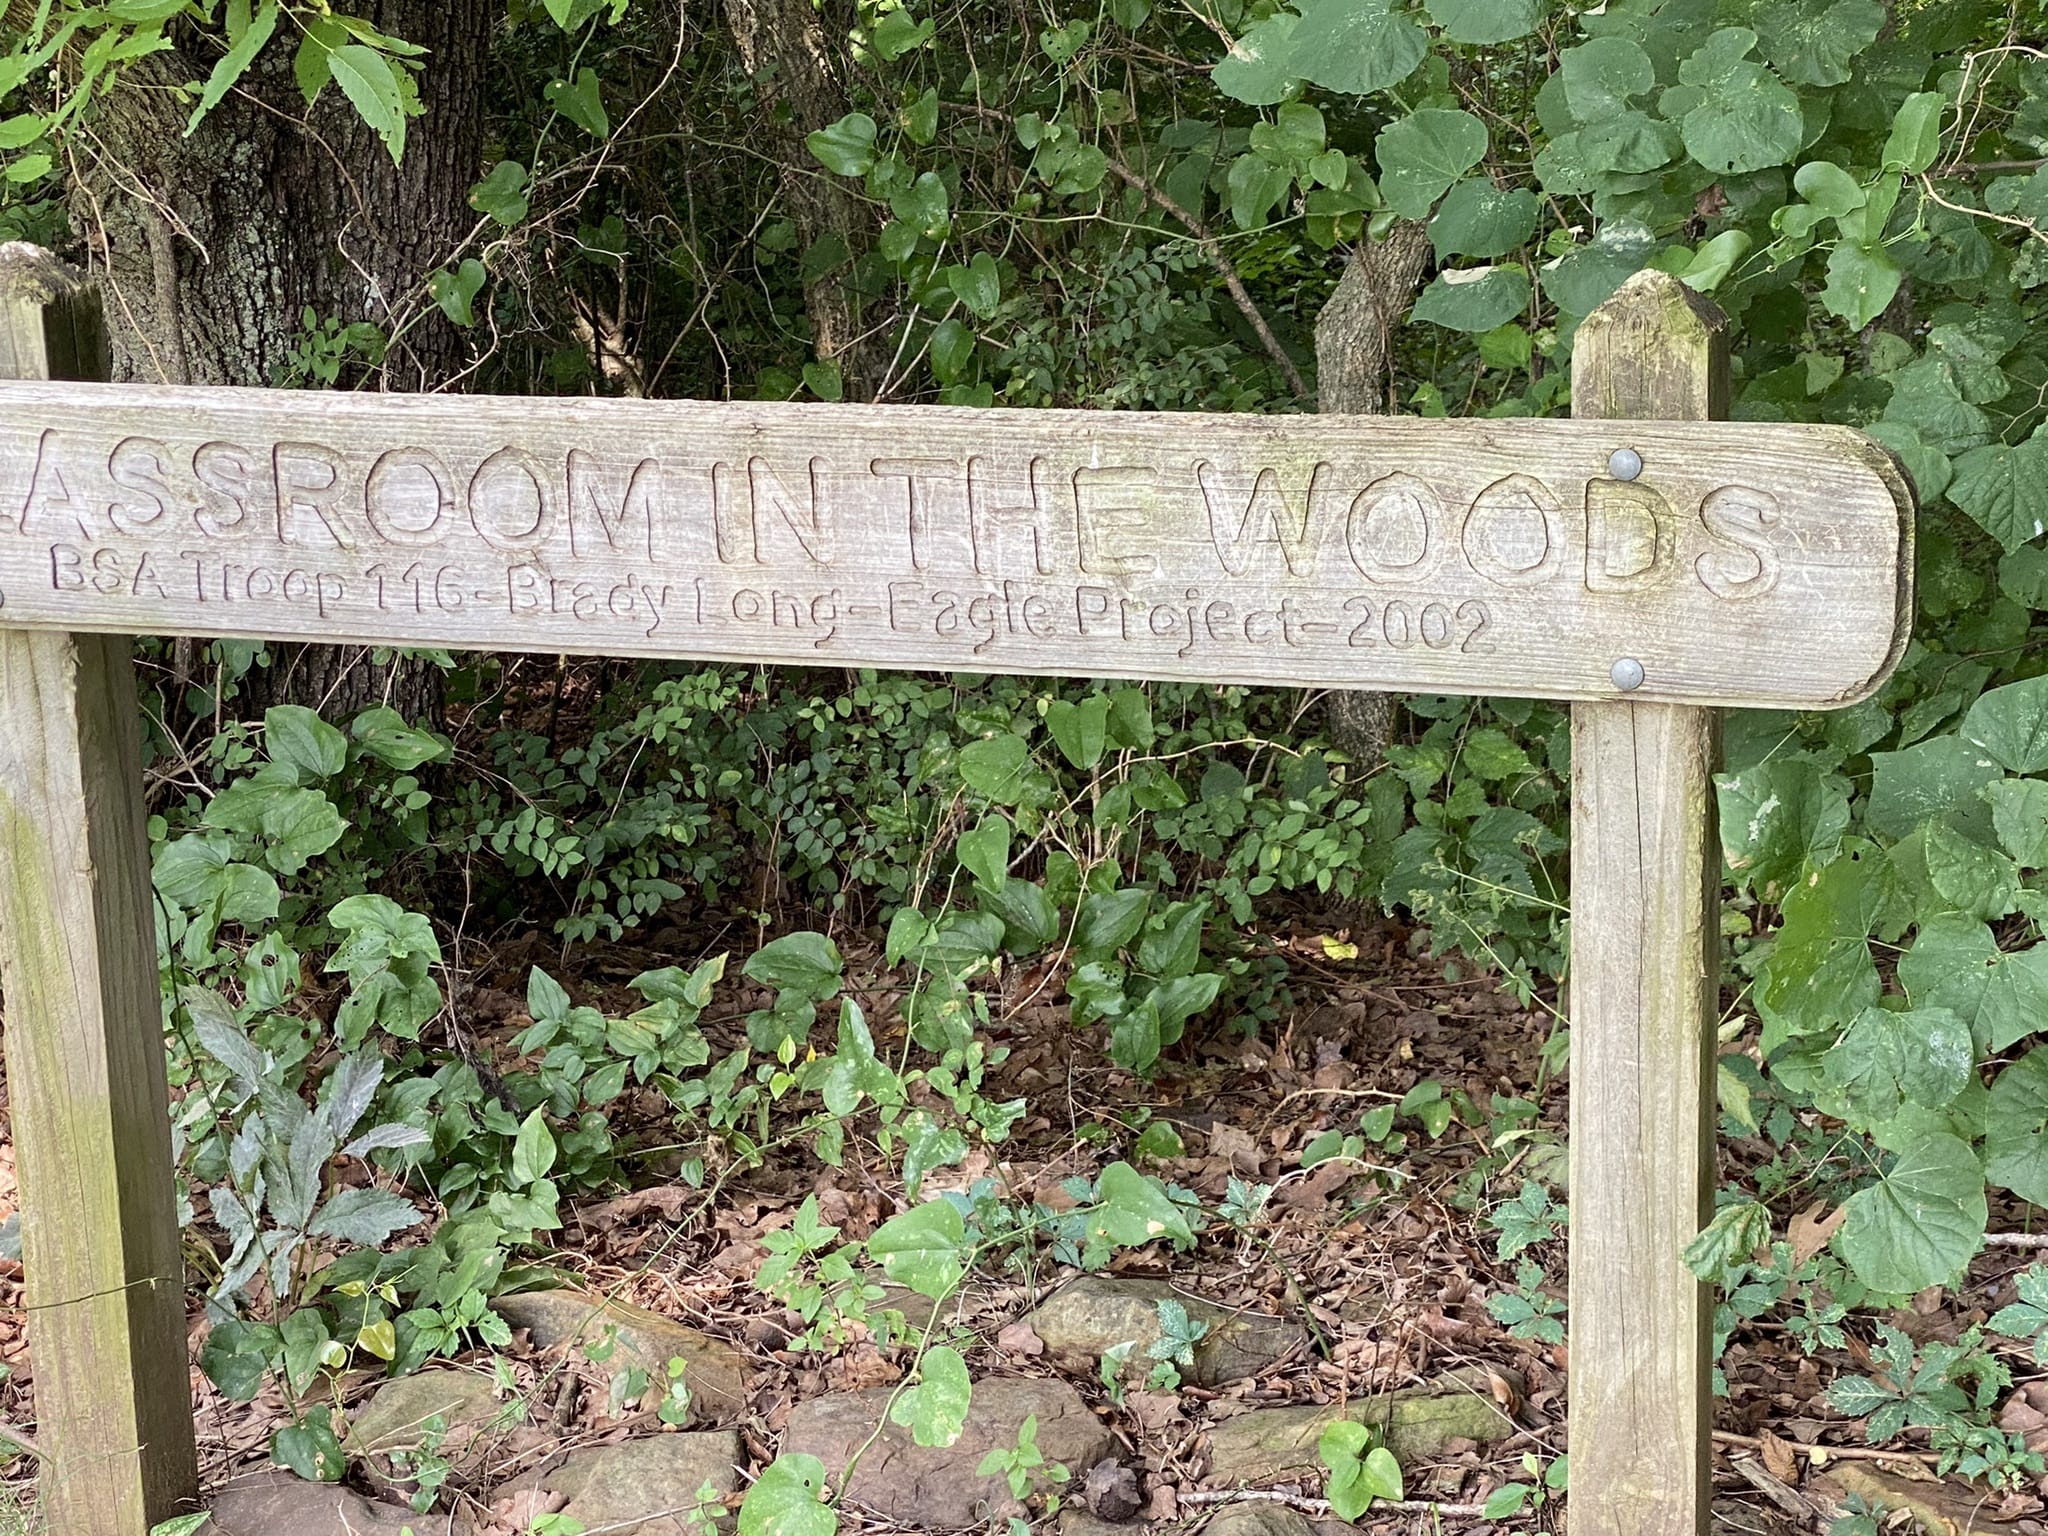 LASSROOM IN THE WOODS
BSA Troop 116-Brady Long-Eagle Project-2002